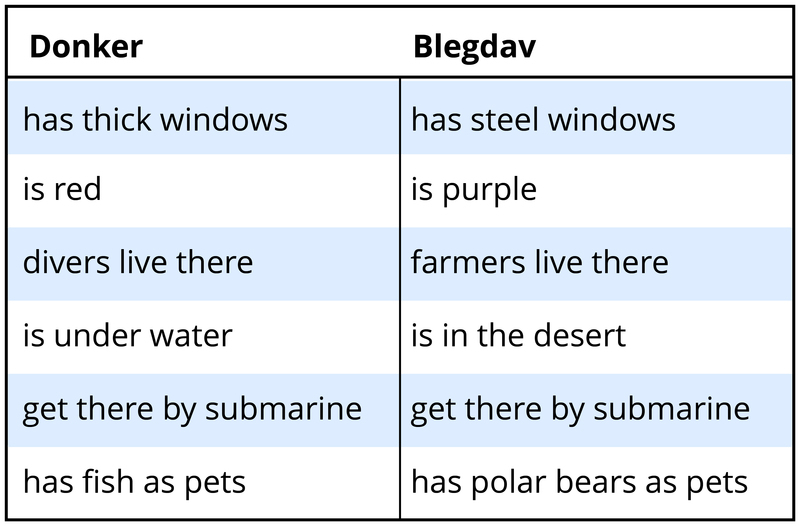 Donker Blegdav
has thick windows has steel windows
is red is purple
divers live there farmers live there
is under water is in the desert
get there by submarine get there by submarine
has fish as pets has polar bears as pets